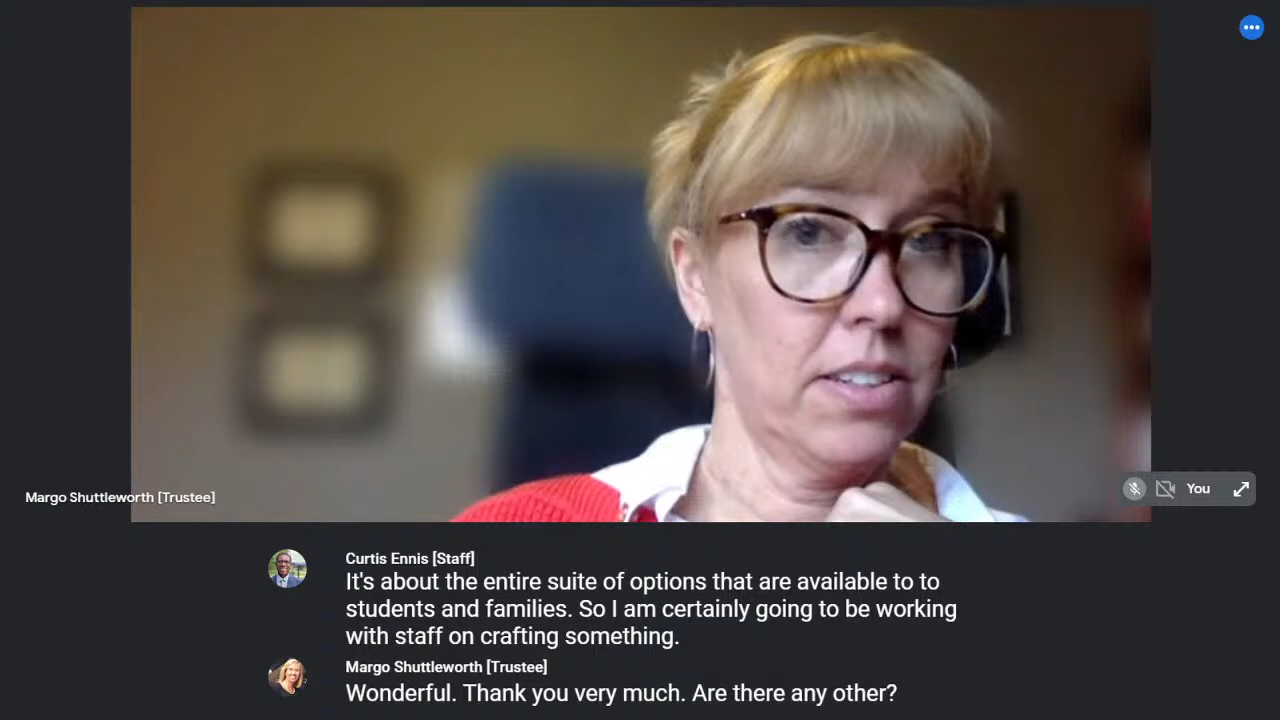 Margo Shuttleworth [Trustee]
You
Curtis Ennis [Staff]
It's about the entire suite of options that are available to to
students and families. So I am certainly going to be working
with staff on crafting something.
Margo Shuttleworth [Trustee]
Wonderful. Thank you very much. Are there any other?